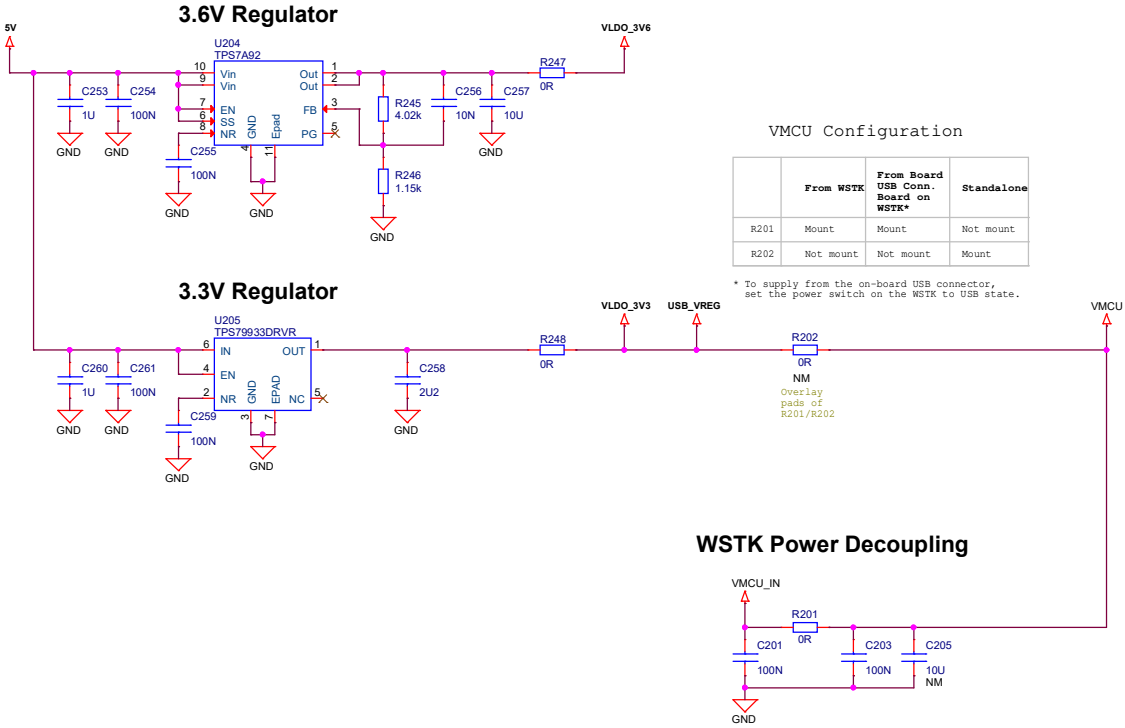 3.6V Regulator
5V
U204
TPS7A92
VLDO_3V6
R247
0R
10 Vin
9 Vin
7 EN
6 SS
8 NR
GND 4
Epad 11
Out 1
Out 2
FB 3
PG 5
C253
1U
C254
100N
GND
GND
C255
100N
GND
GND
R245
4.02k
C256
10N
C257
10U
GND
R246
1.15k
GND
VMCU Configuration
From WSTK
From Board
USB Conn.
Board on
WSTK*
Standalone
R201 Mount Mount Not mount
R202 Not mount Not mount Mount
* To supply from the on-board USB connector,
set the power switch on the WSTK to USB state.
3.3V Regulator
U205
TPS79933DRVR
VLDO_3V3
USB_VREG
VMCU
6 IN
4 EN
2 NR
GND 3
EPAD 7
OUT 1
NC 5
R248
0R
R202
0R
NM
Overlay
pads of
R201/R202
C260
1U
C261
100N
GND
GND
C259
100N
GND
GND
C258
2U2
GND
WSTK Power Decoupling
VMCU_IN
R201
0R
C201
100N
C203
100N
C205
10U
NM
GND